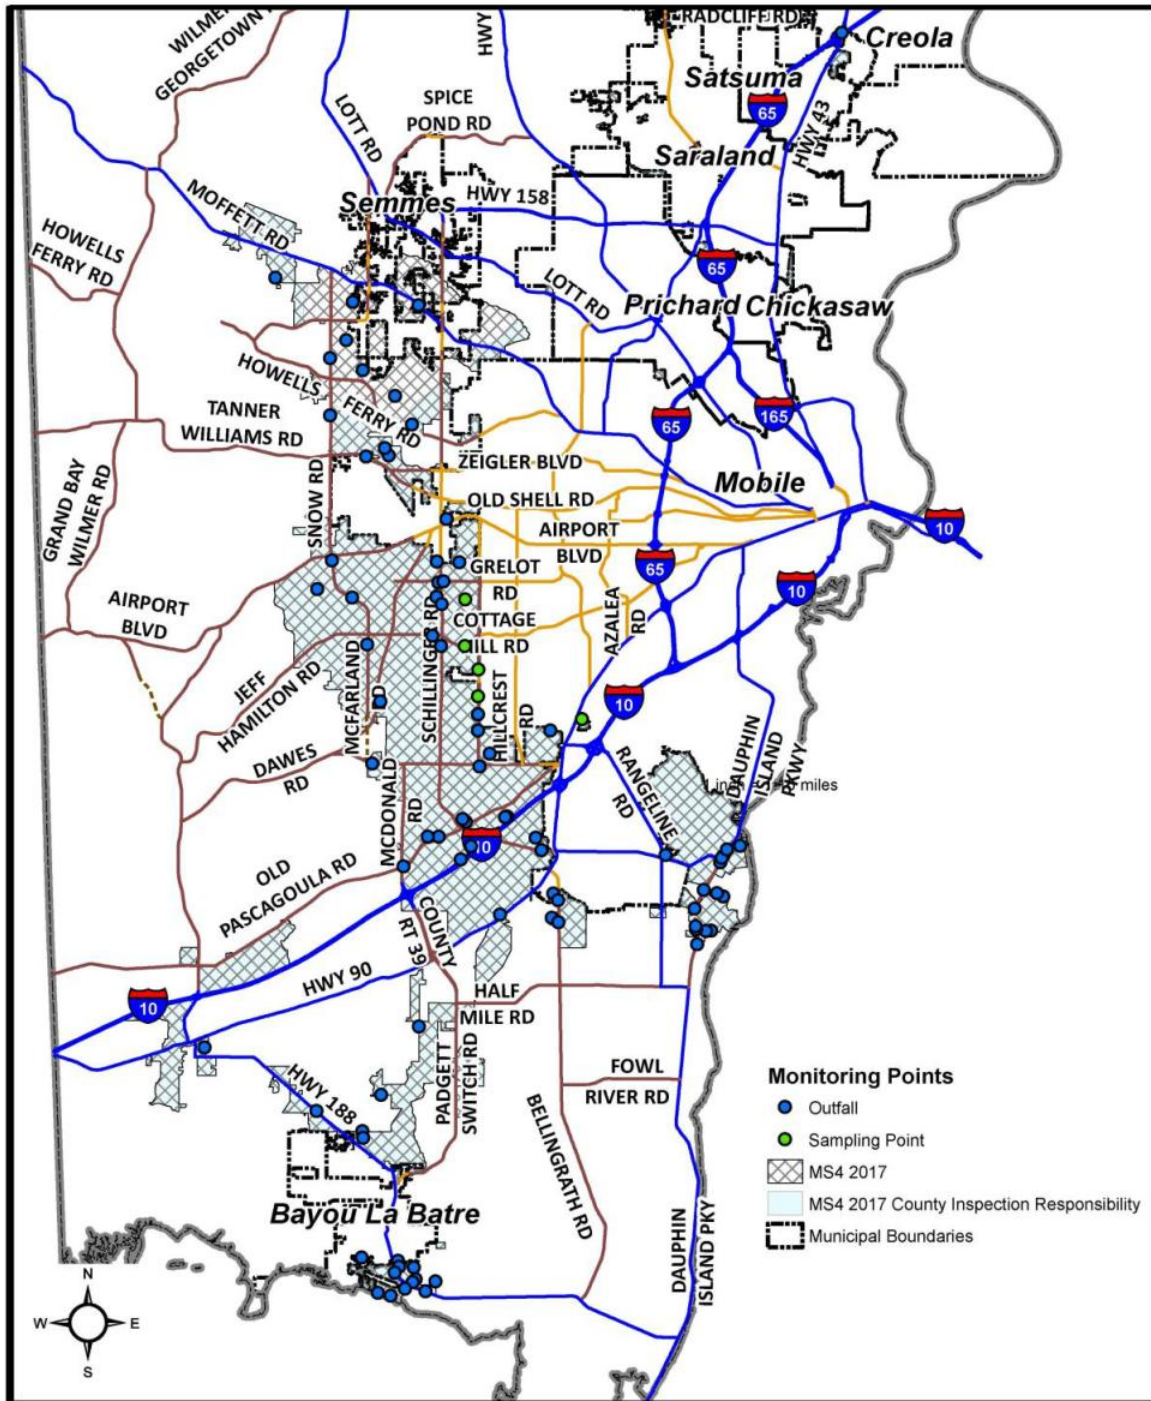 WILMER
GEORGETOWN
HWY
RADCLIFF RD
Creola
Satsuma
65
LOTT RD
SPICE
POND RD
HWY 43
Saraland
Semmes
HWY 158
MOFFETT RD
HOWELLS
FERRY RD
65
LOTT RD
Prichard
Chickasaw
HOWELLS
FERRY RD
TANNER
WILLIAMS RD
65
165
ZEIGLER BLVD
Mobile
GRAND BAY
WILMER RD
SNOW RD
OLD SHELL RD
AIRPORT
BLVD
10
65
GRELOT
RD
10
AIRPORT
BLVD
COTTAGE
HILL RD
AZALEA
RD
JEFF
HAMILTON RD
MCFARLAND
RD
SCHILLINGER RD
HILLCREST
RD
10
DAWES
RD
RANGELINE
RD
DAUPHIN
ISLAND
PKWY
miles
MCDONALD
RD
10
OLD
PASCAGOULA RD
COUNTY
RT 39
HWY 90
10
HALF
MILE RD
PADGETT
SWITCH RD
FOWL
RIVER RD
HWY 188
BELLINGRATH RD
Monitoring Points
Outfall
Sampling Point
MS4 2017
MS4 2017 County Inspection Responsibility
Municipal Boundaries
Bayou La Batre
DAUPHIN
ISLAND PKY
N
W
E
S